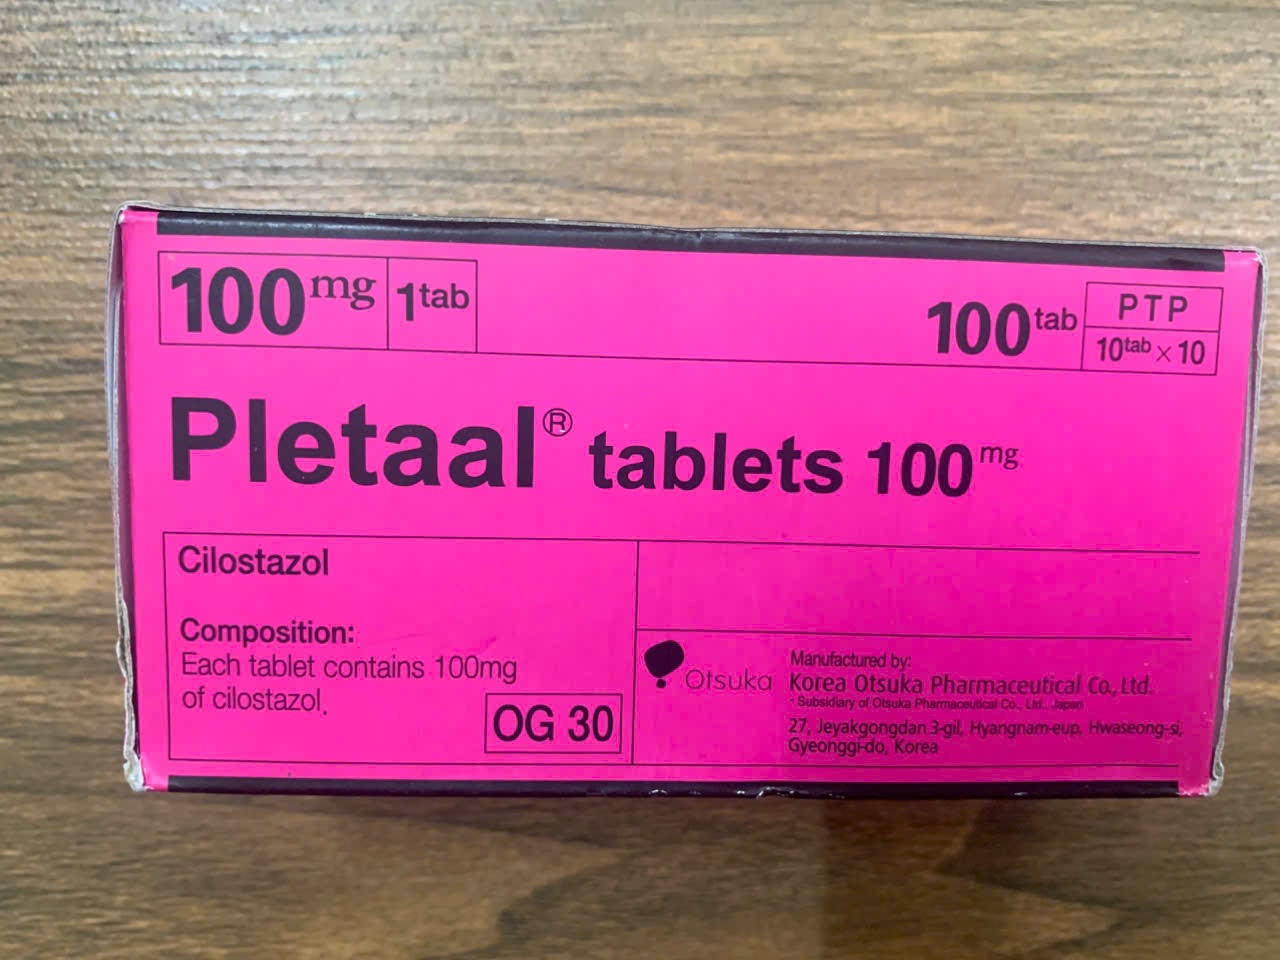 100mg 1tab
100tab PTP
10tab × 10
Pletaal® tablets 100mg
Cilostazol
Composition:
Each tablet contains 100mg
of cilostazol.
OG 30
Otsuka
Manufactured by:
Korea Otsuka Pharmaceutical Co., Ltd.
* Subsidiary of Otsuka Pharmaceutical Co., Ltd., Japan
27, Jeyakgongdan 3-gil, Hyangnam-eup, Hwaseong-si,
Gyeonggi-do, Korea